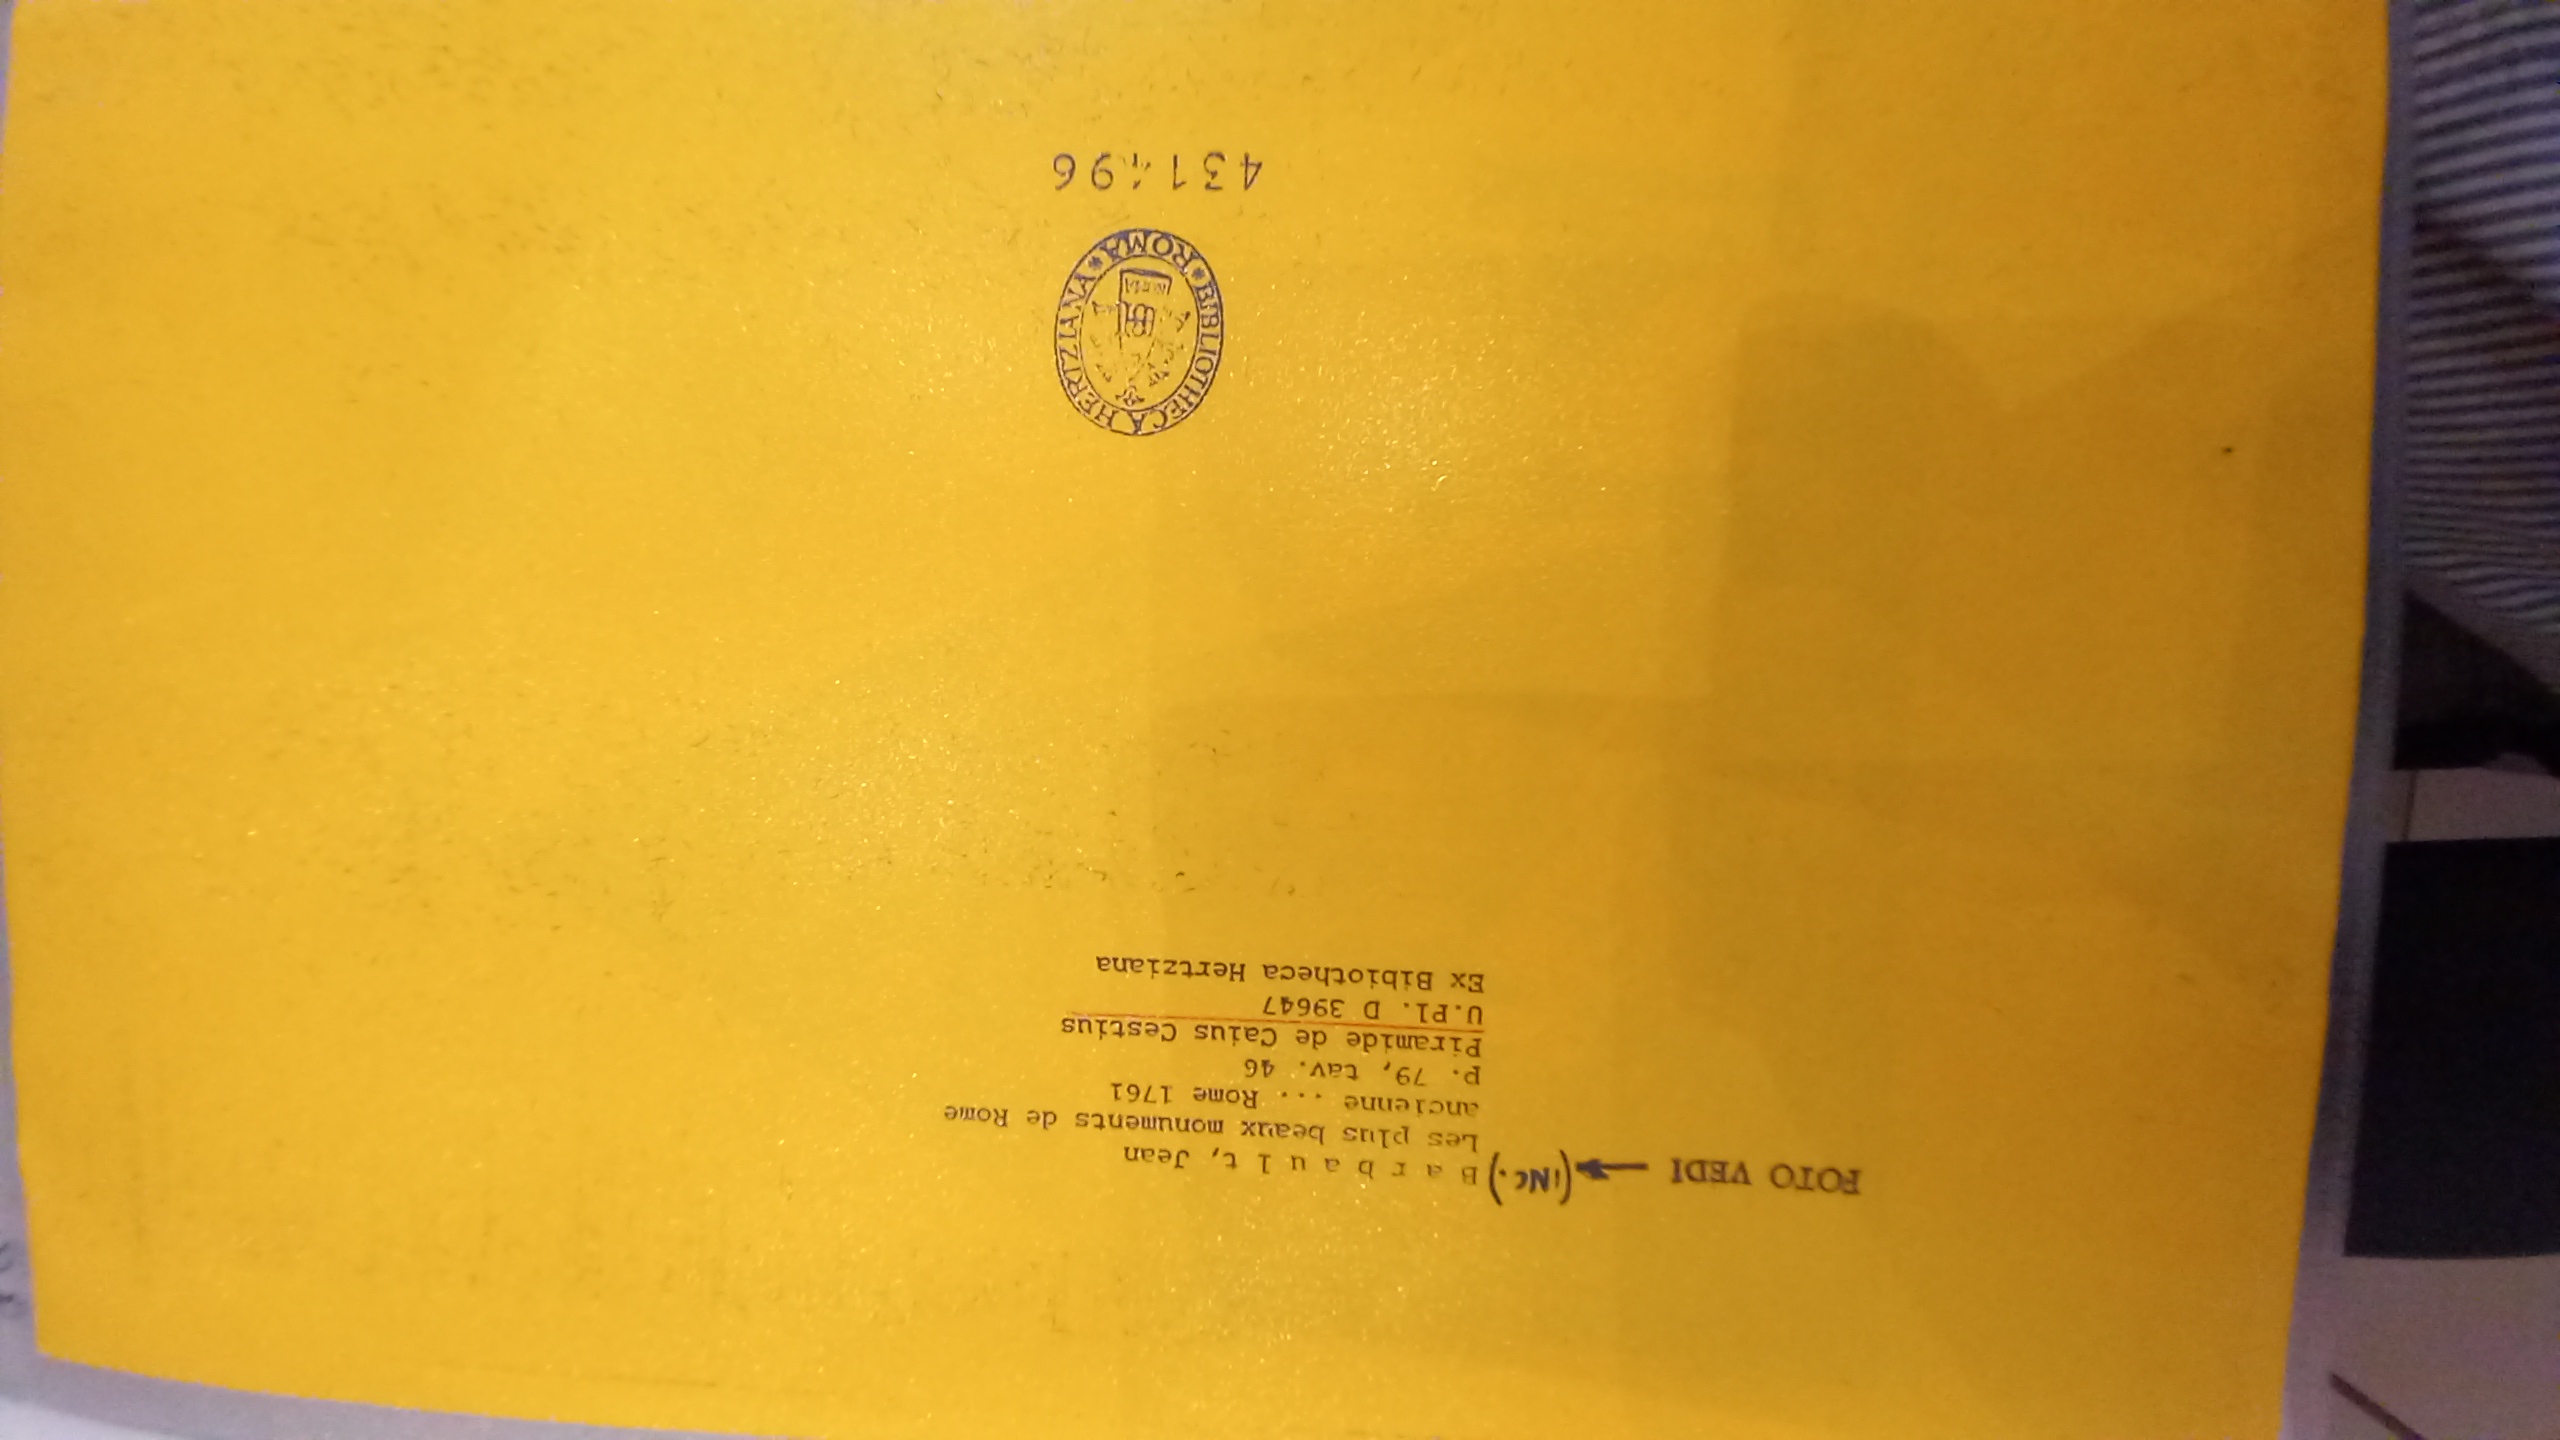 FOTO VEDI → (INC.) B a r b a u l t, Jean
Les plus beaux monuments de Rome
ancienne ... Rome 1761
p. 79, tav. 46
Piramide de Caius Cestius
U.Pl. D 39647
Ex Bibiotheca Hertziana
BIBLIOTHECA HERTZIANA * ROMA *
431496